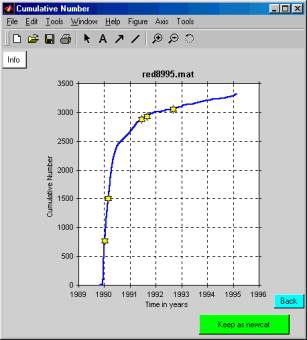 Cumulative Number
File Edit Tools Window Help Figure Axis Tools
A
Info
red8995.mat
3500
3000
2500
2000
1500
1000
500
0
Cumulative Number
1989 1990 1991 1992 1993 1994 1995 1996
Time in years
Back
Keep as newcat